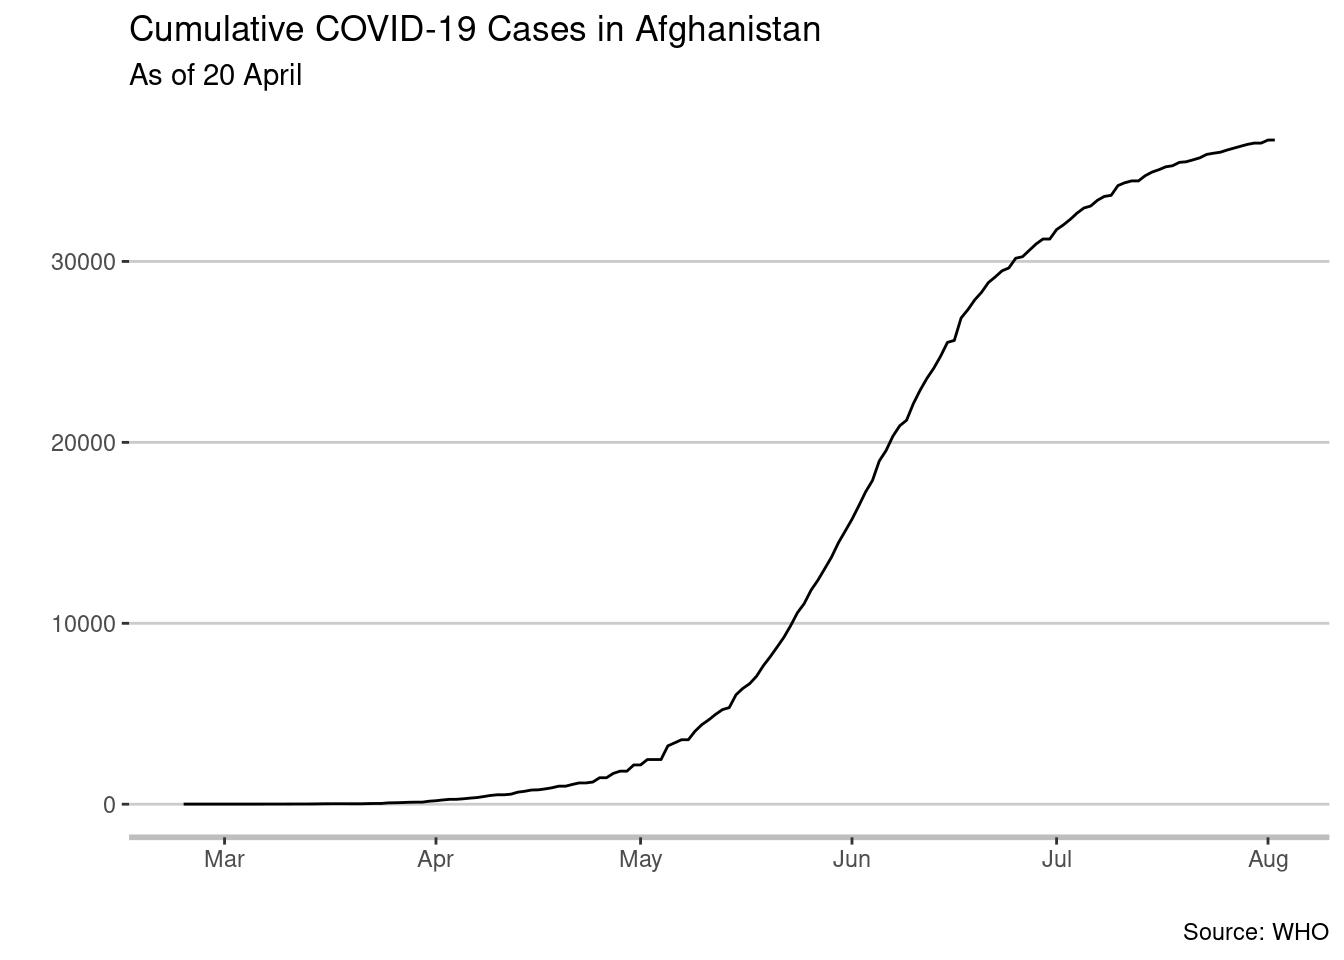 Cumulative COVID-19 Cases in Afghanistan
As of 20 April
30000
20000
10000
0
Mar Apr May Jun Jul Aug
Source: WHO